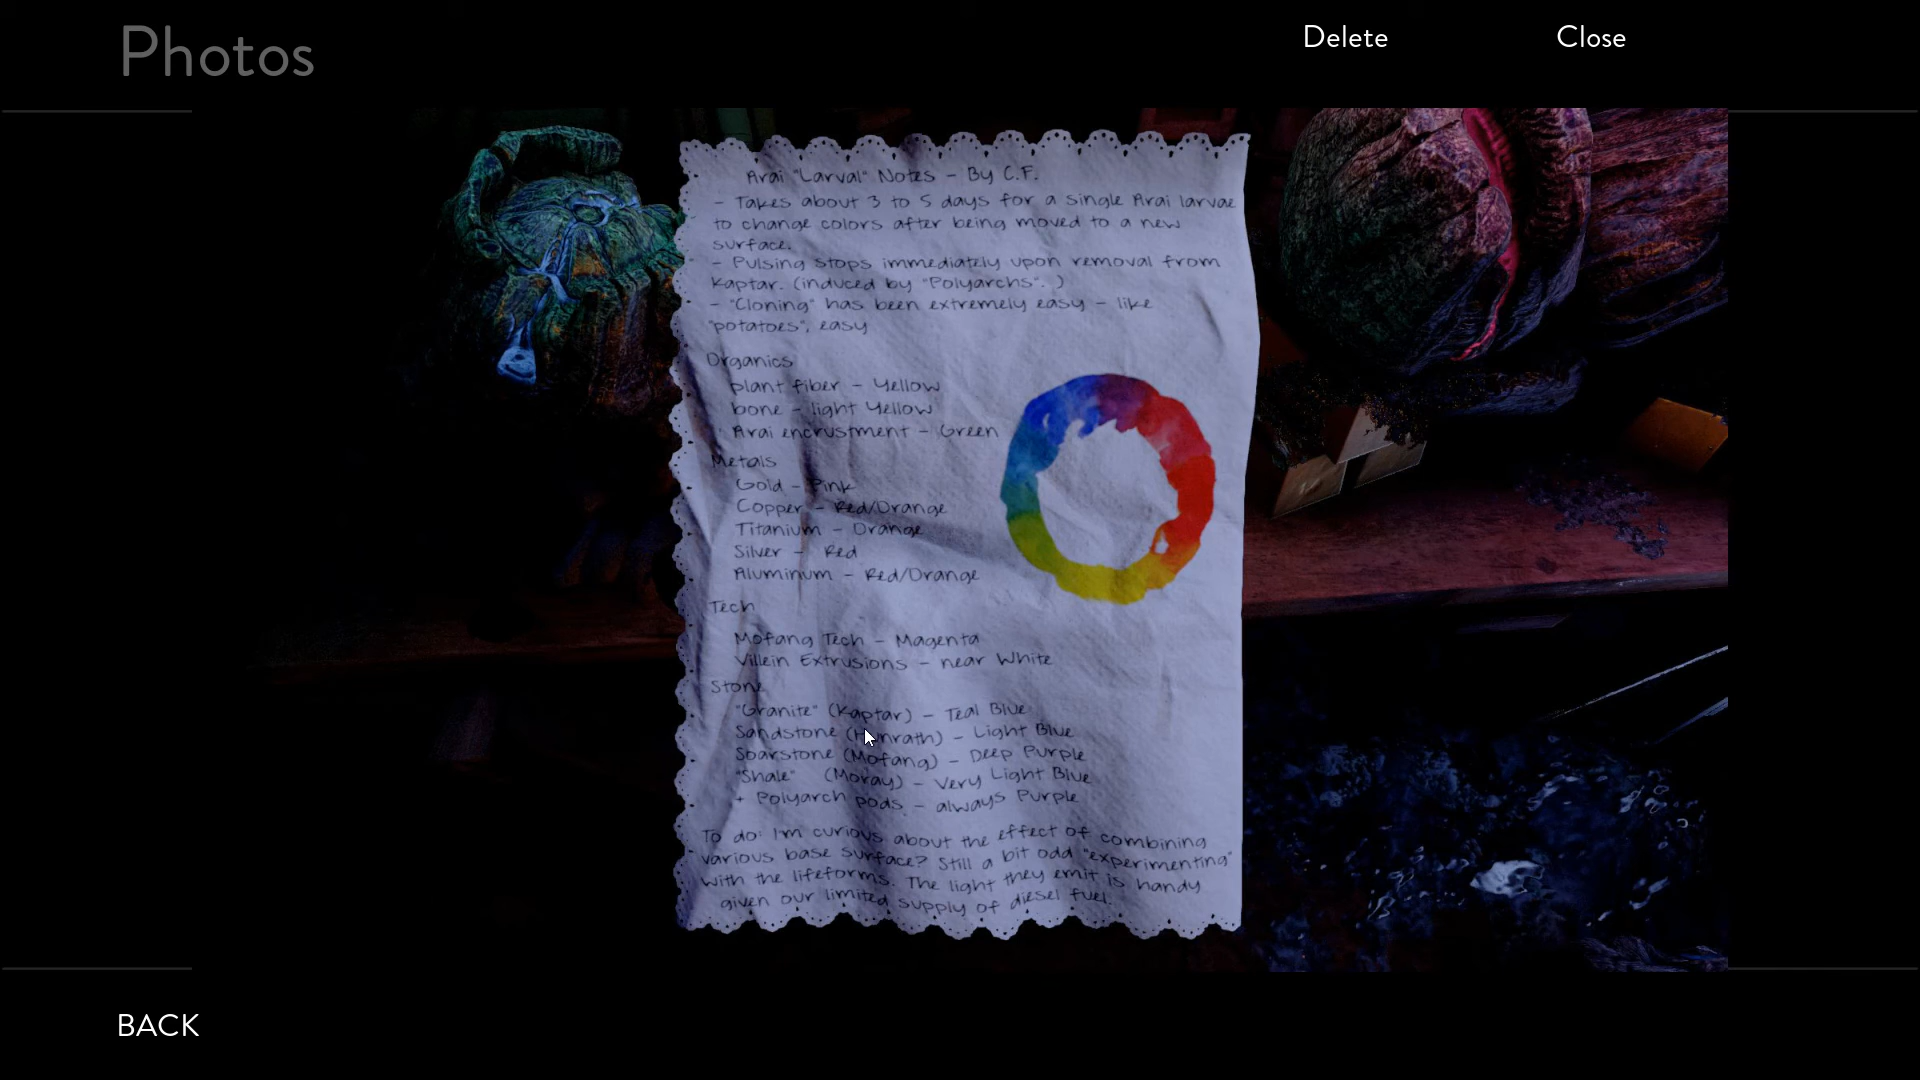 Photos
Delete
Close
Arai "Larval" Notes - By C.F.
- Takes about 3 to 5 days for a single Arai larvae
to change colors after being moved to a new
surface.
- Pulsing stops immediately upon removal from
Kaptar. (induced by "Polyarchs". )
- "Cloning" has been extremely easy - like
"potatoes", easy
Organics
plant fiber - Yellow
bone - light Yellow
Arai encrustment - Green
Metals
Gold - Pink
Copper - Red/Orange
Titanium - Orange
Silver - Red
Aluminum - Red/Orange
Tech
Mofang Tech - Magenta
Villein Extrusions - near White
Stone
"Granite" (Kaptar) - Teal Blue
Sandstone - Light Blue
Soarstone (Mofang) - Deep Purple
"Shale" (Moray) - Very Light Blue
+ Polyarch pods - always Purple
To do: I'm curious about the effect of combining
various base surface? Still a bit odd "experimenting"
with the lifeforms. The light they emit is handy
given our limited supply of diesel fuel.
BACK